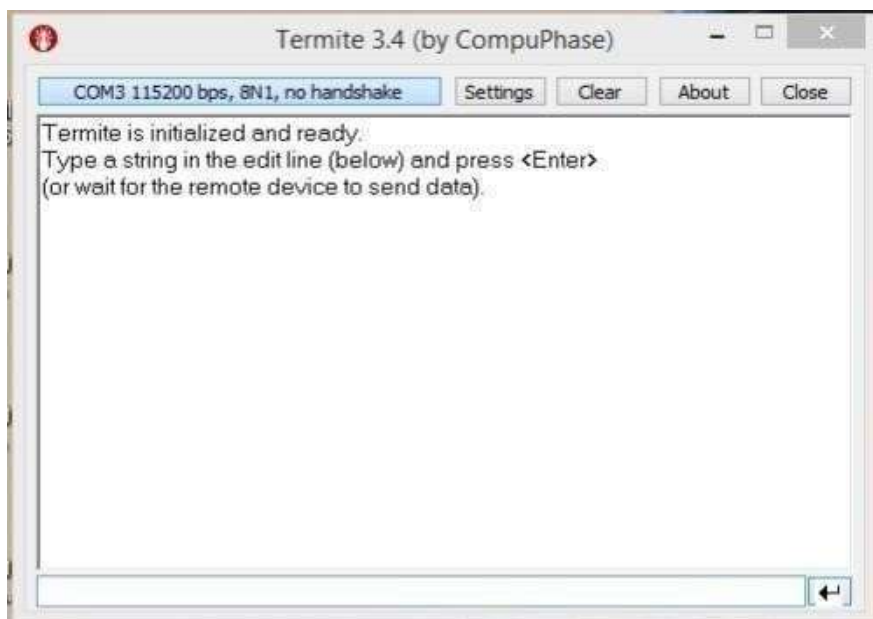 Termite 3.4 (by CompuPhase)
COM3 115200 bps, 8N1, no handshake Settings Clear About Close
Termite is initialized and ready.
Type a string in the edit line (below) and press <Enter>
(or wait for the remote device to send data).